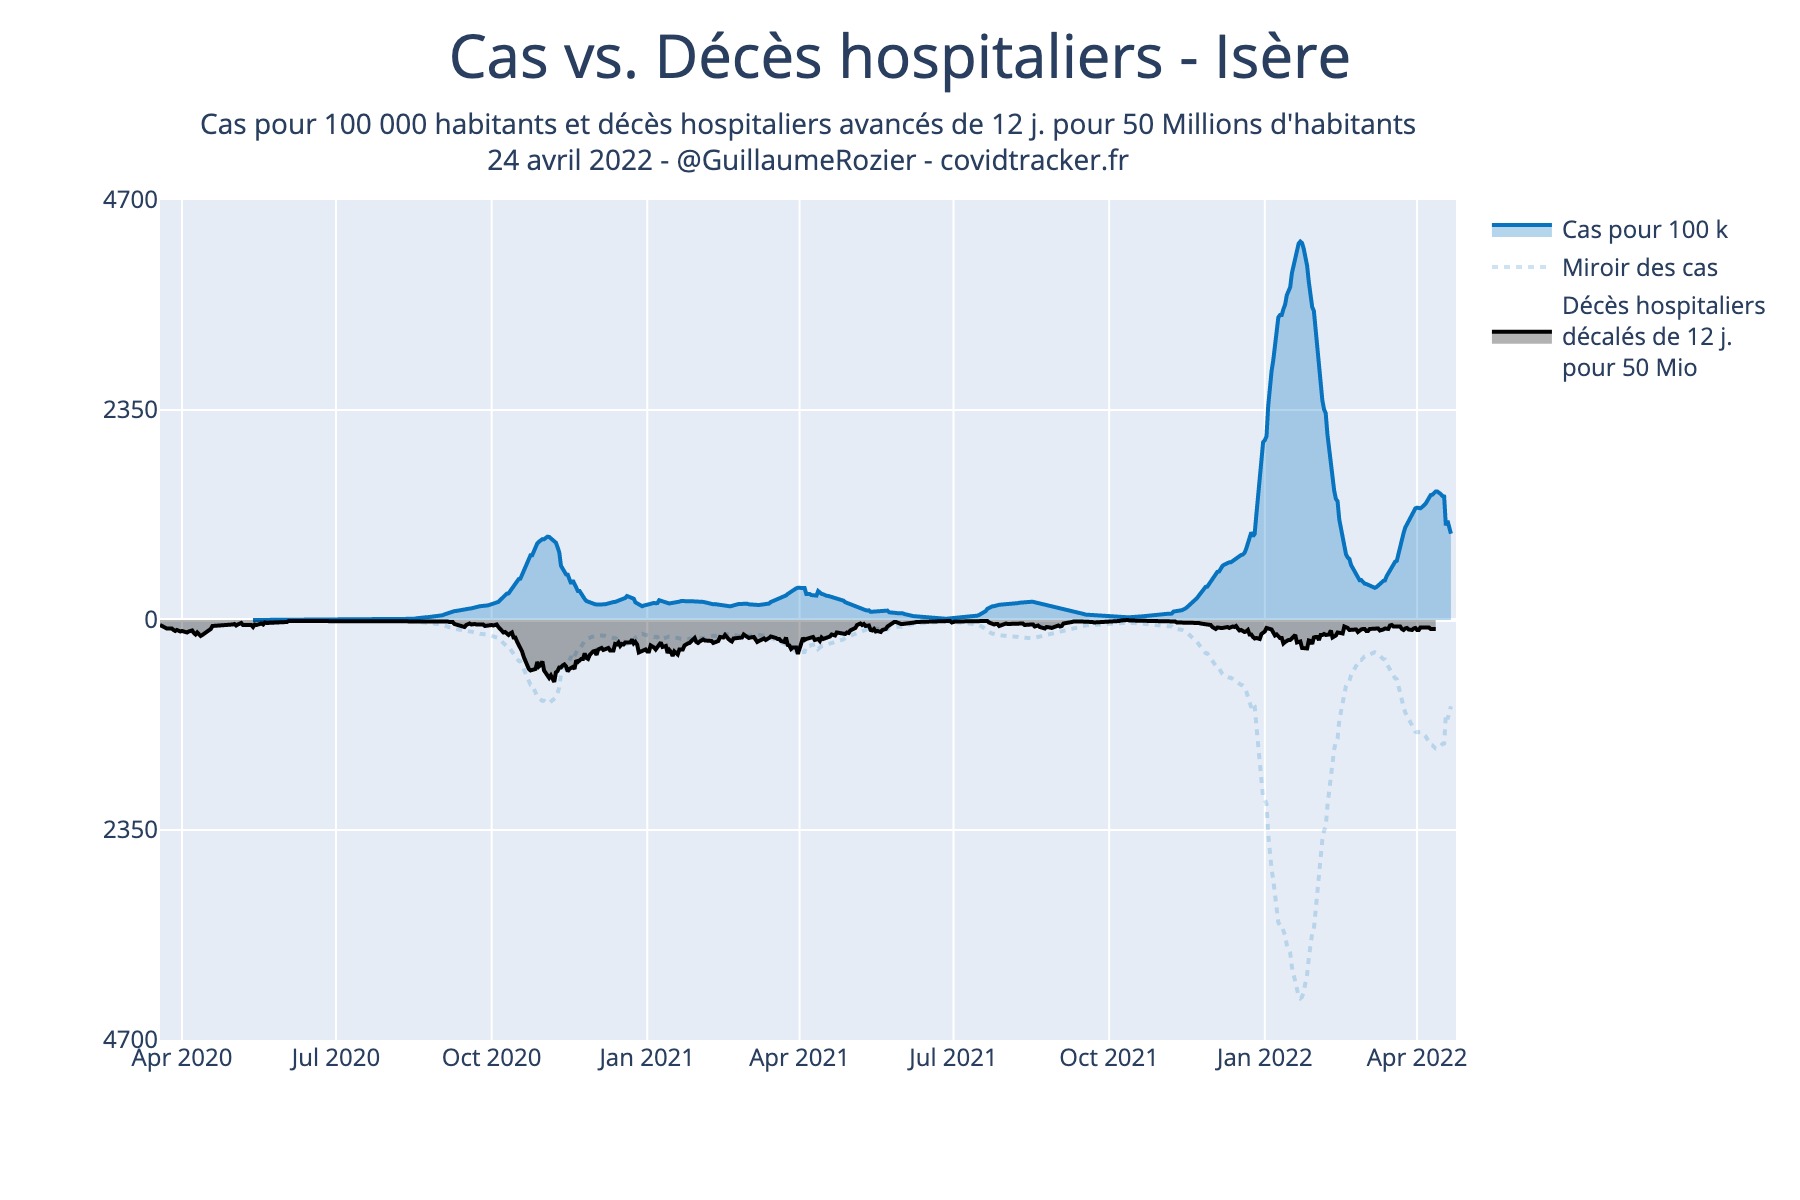 Cas vs. Décès hospitaliers - Isère
Cas pour 100 000 habitants et décès hospitaliers avancés de 12 j. pour 50 Millions d'habitants
24 avril 2022 - @GuillaumeRozier - covidtracker.fr
4700
2350
0
2350
4700
Apr 2020
Jul 2020
Oct 2020
Jan 2021
Apr 2021
Jul 2021
Oct 2021
Jan 2022
Apr 2022
Cas pour 100 k
Miroir des cas
Décès hospitaliers
décalés de 12 j.
pour 50 Mio